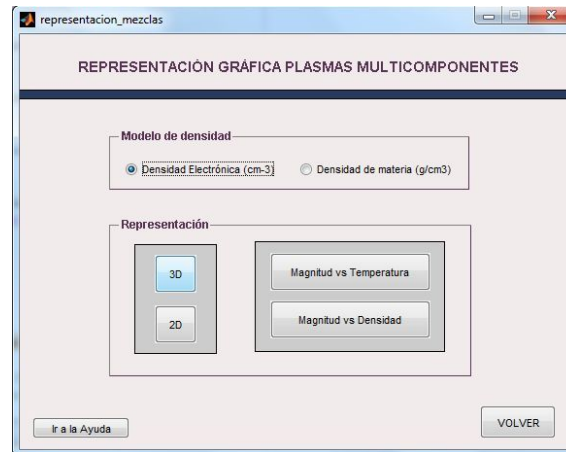 representacion_mezclas
REPRESENTACIÓN GRÁFICA PLASMAS MULTICOMPONENTES
Modelo de densidad
Densidad Electrónica (cm-3) Densidad de materia (g/cm3)
Representación
3D
2D
Magnitud vs Temperatura
Magnitud vs Densidad
Ir a la Ayuda
VOLVER